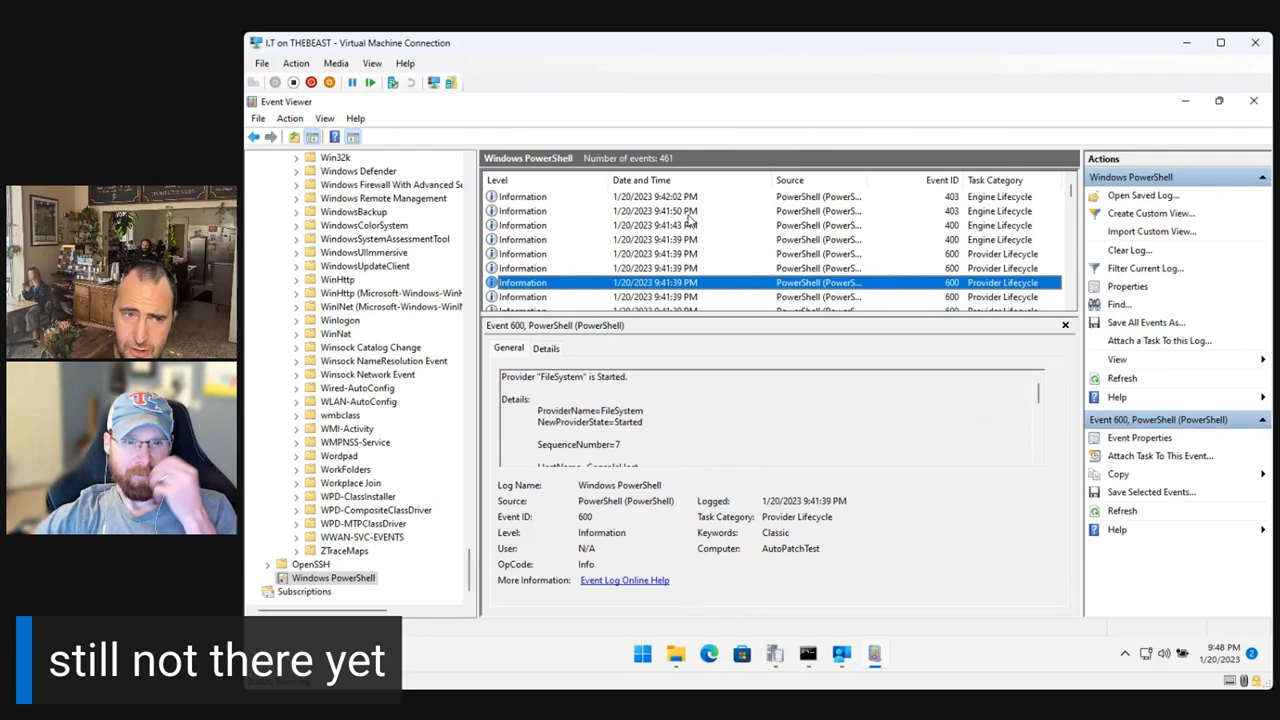 I.T on THEBEAST - Virtual Machine Connection
File Action Media View Help
Event Viewer
File Action View Help
Win32k
Windows Defender
Windows Firewall With Advanced Se
Windows Remote Management
WindowsBackup
WindowsColorSystem
WindowsSystemAssessmentTool
WindowsUIImmersive
WindowsUpdateClient
WinHttp
WinHttp (Microsoft-Windows-WinH
WinINet (Microsoft-Windows-WinIN
Winlogon
WinNat
Winsock Catalog Change
Winsock NameResolution Event
Winsock Network Event
Wired-AutoConfig
WLAN-AutoConfig
wmbclass
WMI-Activity
WMPNSS-Service
Wordpad
WorkFolders
Workplace Join
WPD-ClassInstaller
WPD-CompositeClassDriver
WPD-MTPClassDriver
WWAN-SVC-EVENTS
ZTraceMaps
OpenSSH
Windows PowerShell
Subscriptions
Windows PowerShell Number of events: 461
Level Date and Time Source Event ID Task Category
Information 1/20/2023 9:42:02 PM PowerShell (PowerS... 403 Engine Lifecycle
Information 1/20/2023 9:41:50 PM PowerShell (PowerS... 403 Engine Lifecycle
Information 1/20/2023 9:41:43 PM PowerShell (PowerS... 400 Engine Lifecycle
Information 1/20/2023 9:41:39 PM PowerShell (PowerS... 400 Engine Lifecycle
Information 1/20/2023 9:41:39 PM PowerShell (PowerS... 600 Provider Lifecycle
Information 1/20/2023 9:41:39 PM PowerShell (PowerS... 600 Provider Lifecycle
Information 1/20/2023 9:41:39 PM PowerShell (PowerS... 600 Provider Lifecycle
Information 1/20/2023 9:41:39 PM PowerShell (PowerS... 600 Provider Lifecycle
Event 600, PowerShell (PowerShell)
General Details
Provider "FileSystem" is Started.
Details:
ProviderName=FileSystem
NewProviderState=Started
SequenceNumber=7
HostName=ConsoleHost
Log Name: Windows PowerShell
Source: PowerShell (PowerShell) Logged: 1/20/2023 9:41:39 PM
Event ID: 600 Task Category: Provider Lifecycle
Level: Information Keywords: Classic
User: N/A Computer: AutoPatchTest
OpCode: Info
More Information: Event Log Online Help
Actions
Windows PowerShell
Open Saved Log...
Create Custom View...
Import Custom View...
Clear Log...
Filter Current Log...
Properties
Find...
Save All Events As...
Attach a Task To this Log...
View
Refresh
Help
Event 600, PowerShell (PowerShell)
Event Properties
Attach Task To This Event...
Copy
Save Selected Events...
Refresh
Help
9:48 PM
1/20/2023
2
still not there yet